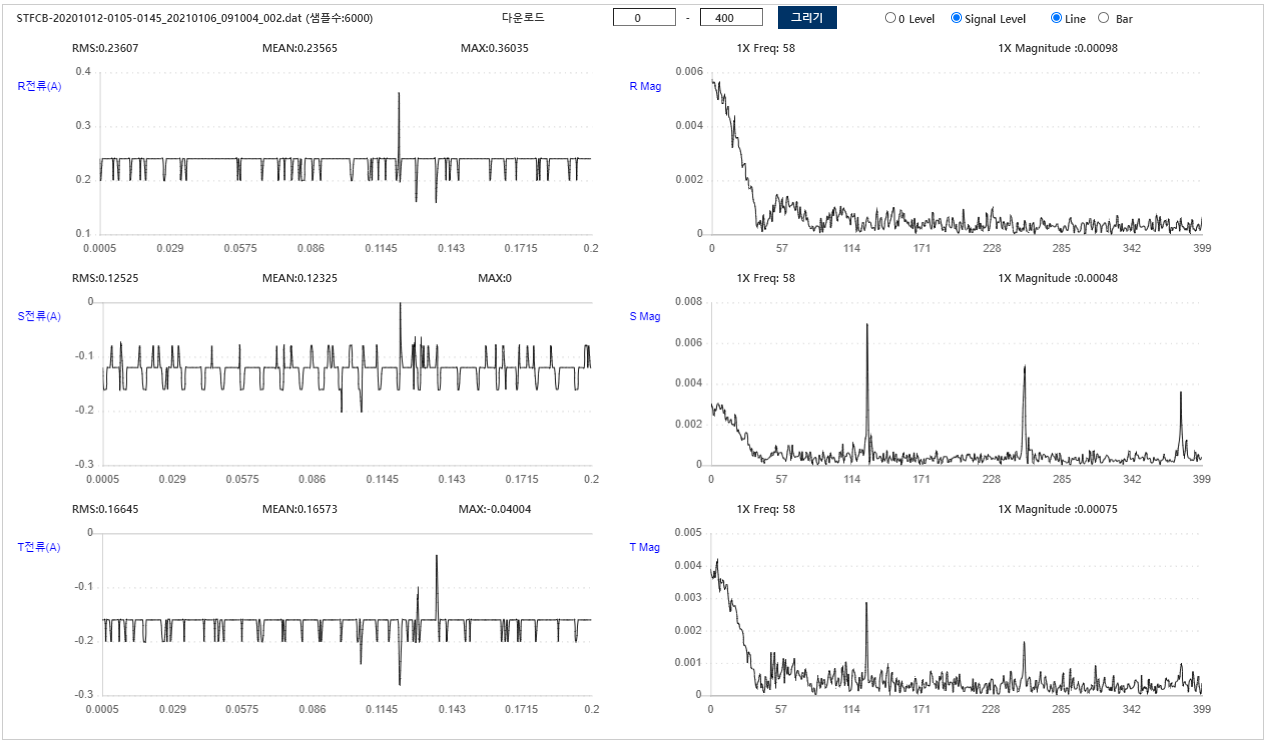 STFCB-20201012-0105-0145_20210106_091004_002.dat (샘플수:6000) 다운로드 0 - 400 그리기 0 Level Signal Level Line Bar
RMS:0.23607 MEAN:0.23565 MAX:0.36035 1X Freq: 58 1X Magnitude :0.00098
R전류(A)
0.4
0.3
0.2
0.1
0.0005 0.029 0.0575 0.086 0.1145 0.143 0.1715 0.2
R Mag
0.006
0.004
0.002
0
0 57 114 171 228 285 342 399
RMS:0.12525 MEAN:0.12325 MAX:0 1X Freq: 58 1X Magnitude :0.00048
S전류(A)
0
-0.1
-0.2
-0.3
0.0005 0.029 0.0575 0.086 0.1145 0.143 0.1715 0.2
S Mag
0.008
0.006
0.004
0.002
0
0 57 114 171 228 285 342 399
RMS:0.16645 MEAN:0.16573 MAX:-0.04004 1X Freq: 58 1X Magnitude :0.00075
T전류(A)
0
-0.1
-0.2
-0.3
0.0005 0.029 0.0575 0.086 0.1145 0.143 0.1715 0.2
T Mag
0.005
0.004
0.003
0.002
0.001
0
0 57 114 171 228 285 342 399